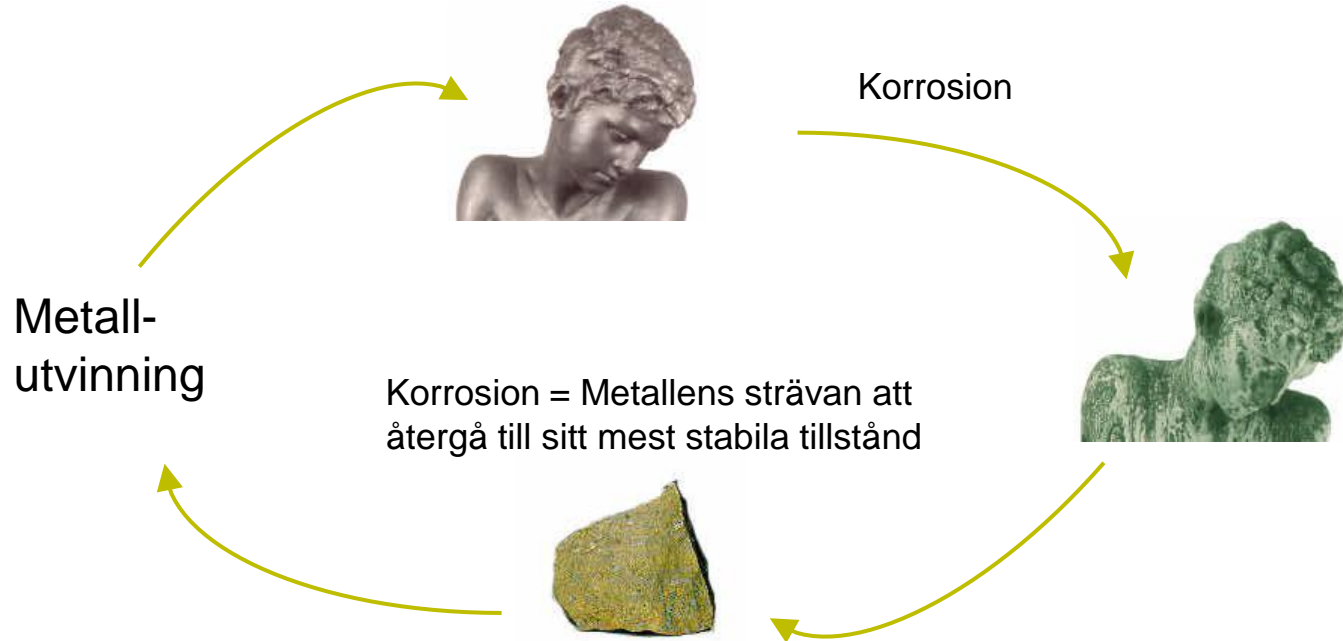 Korrosion
Metall-
utvinning
Korrosion = Metallens strävan att
återgå till sitt mest stabila tillstånd